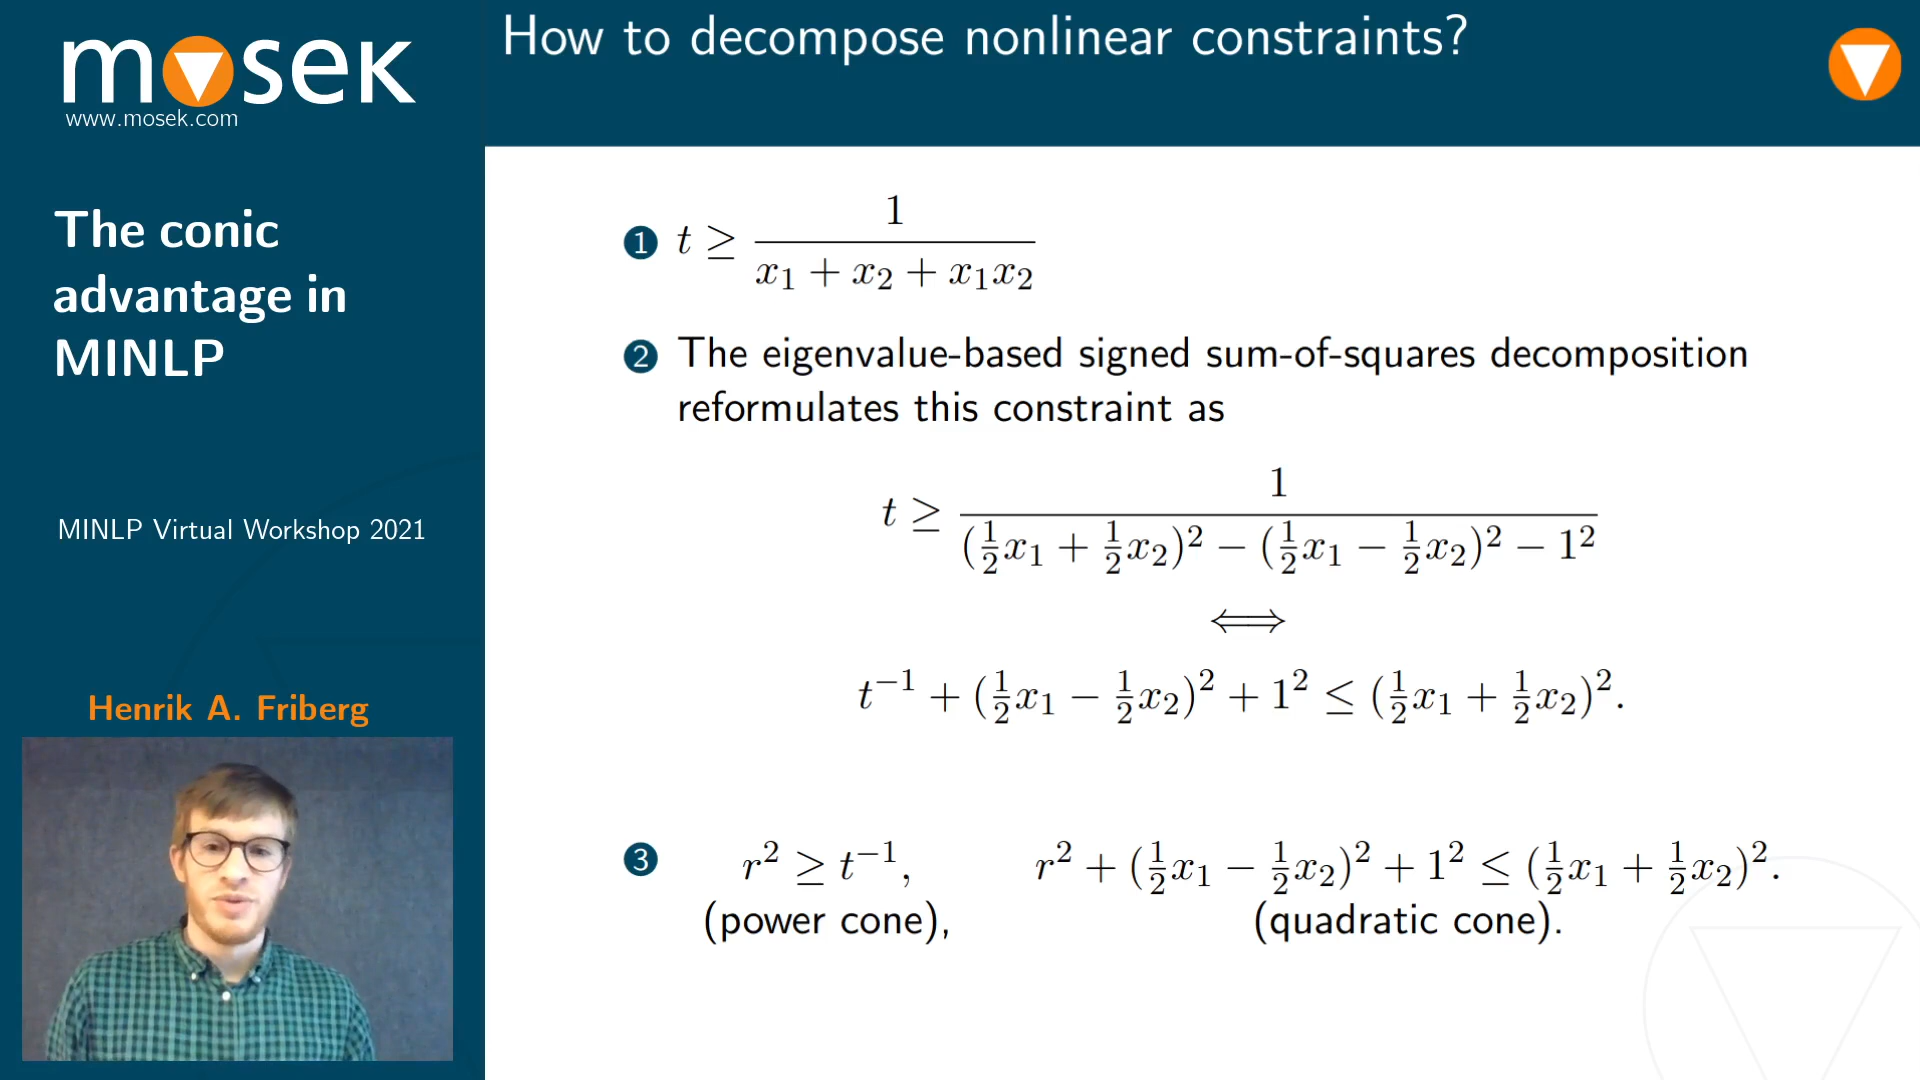 mosek
www.mosek.com
The conic
advantage in
MINLP
MINLP Virtual Workshop 2021
Henrik A. Friberg
How to decompose nonlinear constraints?
1 t ≥ 1 / (x₁ + x₂ + x₁x₂)
2 The eigenvalue-based signed sum-of-squares decomposition
reformulates this constraint as
t ≥ 1 / ((½x₁ + ½x₂)² − (½x₁ − ½x₂)² − 1²)
⟺
t⁻¹ + (½x₁ − ½x₂)² + 1² ≤ (½x₁ + ½x₂)².
3 r² ≥ t⁻¹, r² + (½x₁ − ½x₂)² + 1² ≤ (½x₁ + ½x₂)².
(power cone), (quadratic cone).